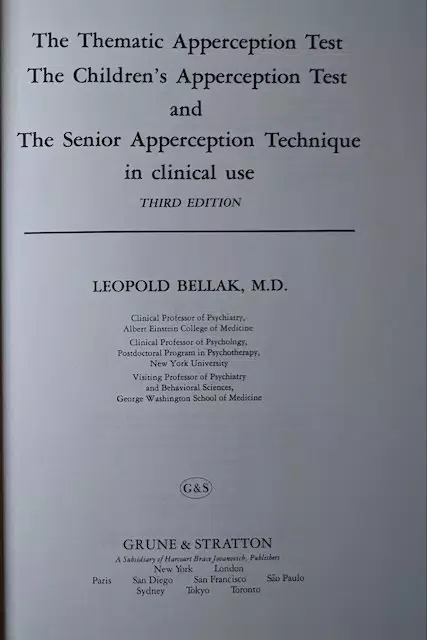 The Thematic Apperception Test
The Children's Apperception Test
and
The Senior Apperception Technique
in clinical use
THIRD EDITION
LEOPOLD BELLAK, M.D.
Clinical Professor of Psychiatry,
Albert Einstein College of Medicine
Clinical Professor of Psychology,
Postdoctoral Program in Psychotherapy,
New York University
Visiting Professor of Psychiatry
and Behavioral Sciences,
George Washington School of Medicine
G&S
GRUNE & STRATTON
A Subsidiary of Harcourt Brace Jovanovich, Publishers
New York London
Paris San Diego San Francisco São Paulo
Sydney Tokyo Toronto